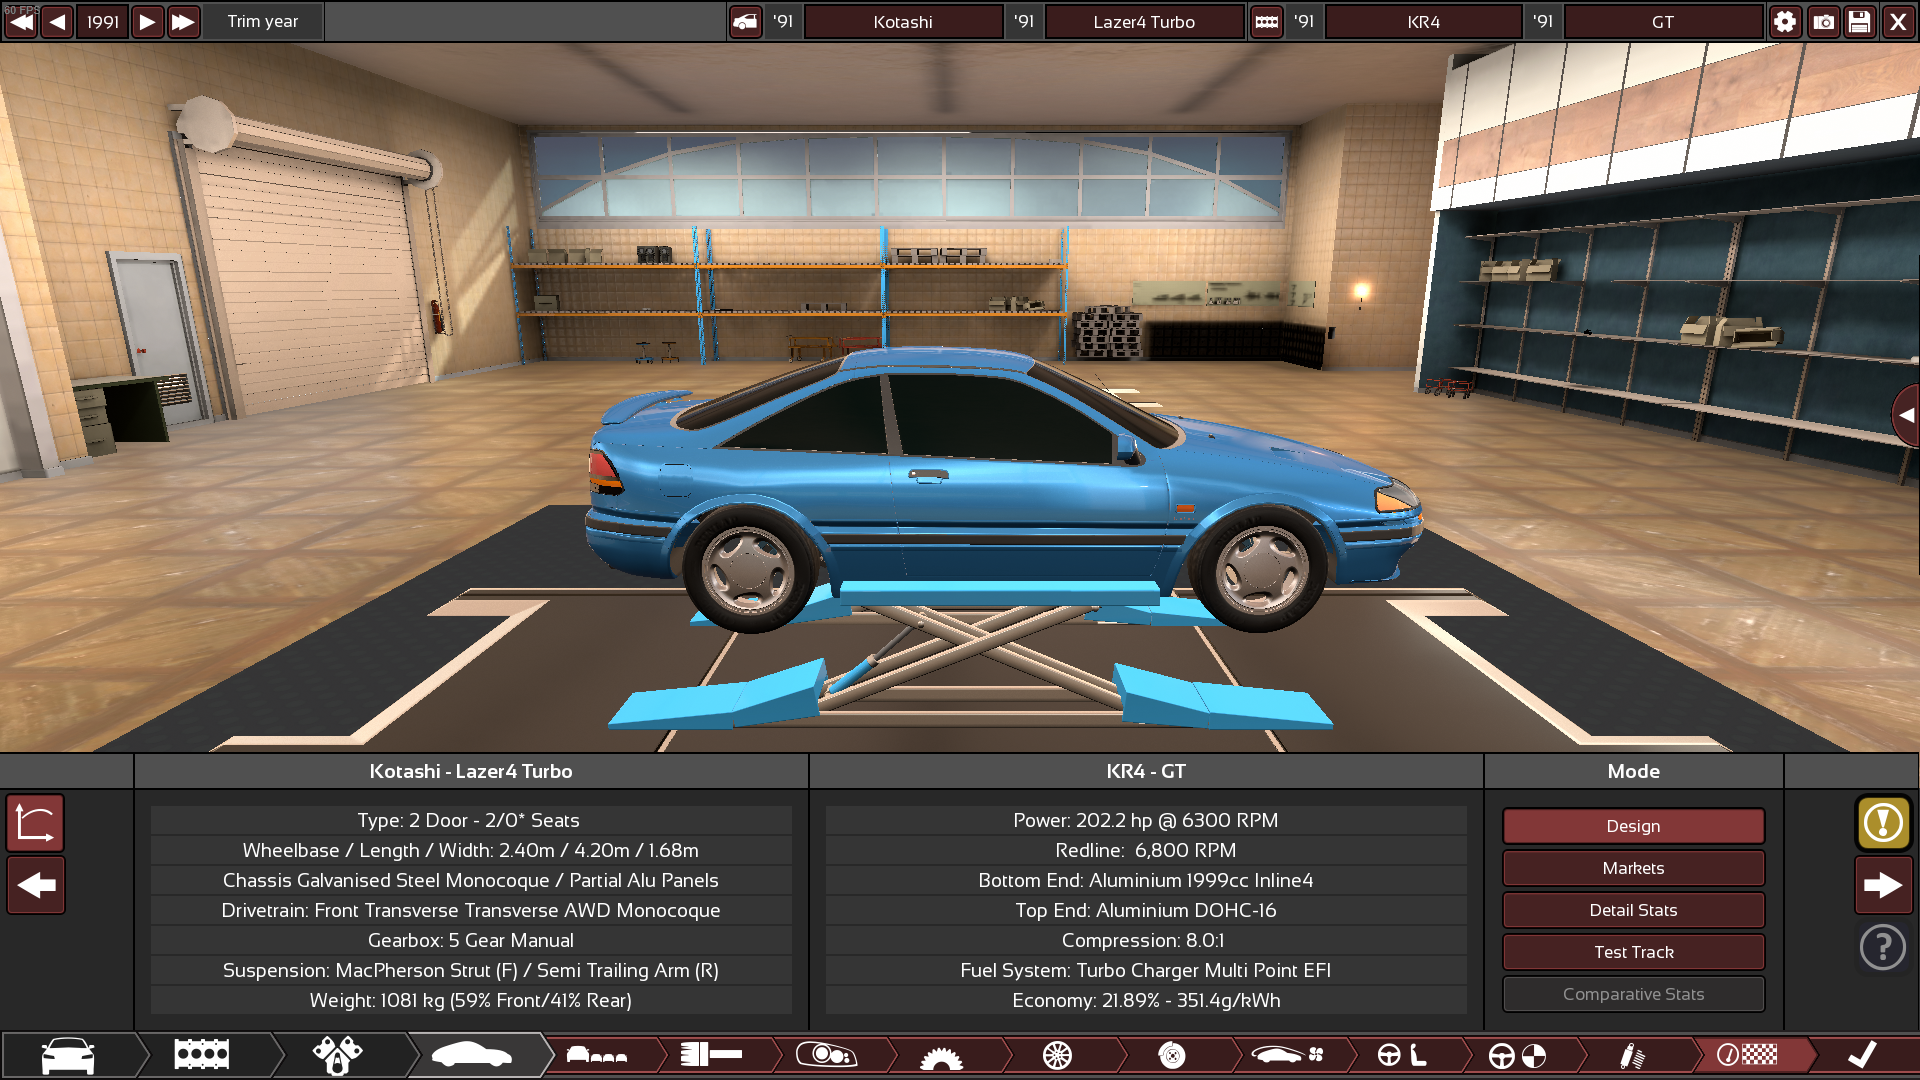 60 FPS
1991
Trim year
'91
Kotashi
'91
Lazer4 Turbo
'91
KR4
'91
GT
Kotashi - Lazer4 Turbo
Type: 2 Door - 2/0* Seats
Wheelbase / Length / Width: 2.40m / 4.20m / 1.68m
Chassis Galvanised Steel Monocoque / Partial Alu Panels
Drivetrain: Front Transverse Transverse AWD Monocoque
Gearbox: 5 Gear Manual
Suspension: MacPherson Strut (F) / Semi Trailing Arm (R)
Weight: 1081 kg (59% Front/41% Rear)
KR4 - GT
Power: 202.2 hp @ 6300 RPM
Redline: 6,800 RPM
Bottom End: Aluminium 1999cc Inline4
Top End: Aluminium DOHC-16
Compression: 8.0:1
Fuel System: Turbo Charger Multi Point EFI
Economy: 21.89% - 351.4g/kWh
Mode
Design
Markets
Detail Stats
Test Track
Comparative Stats